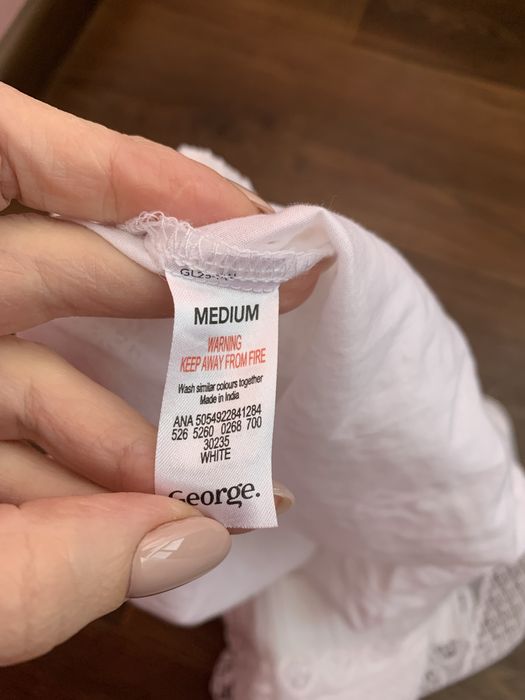 MEDIUM
WARNING
KEEP AWAY FROM FIRE
Wash similar colours together
Made in India
ANA 5054922841284
526 5260 0268 700
30235
WHITE
George.